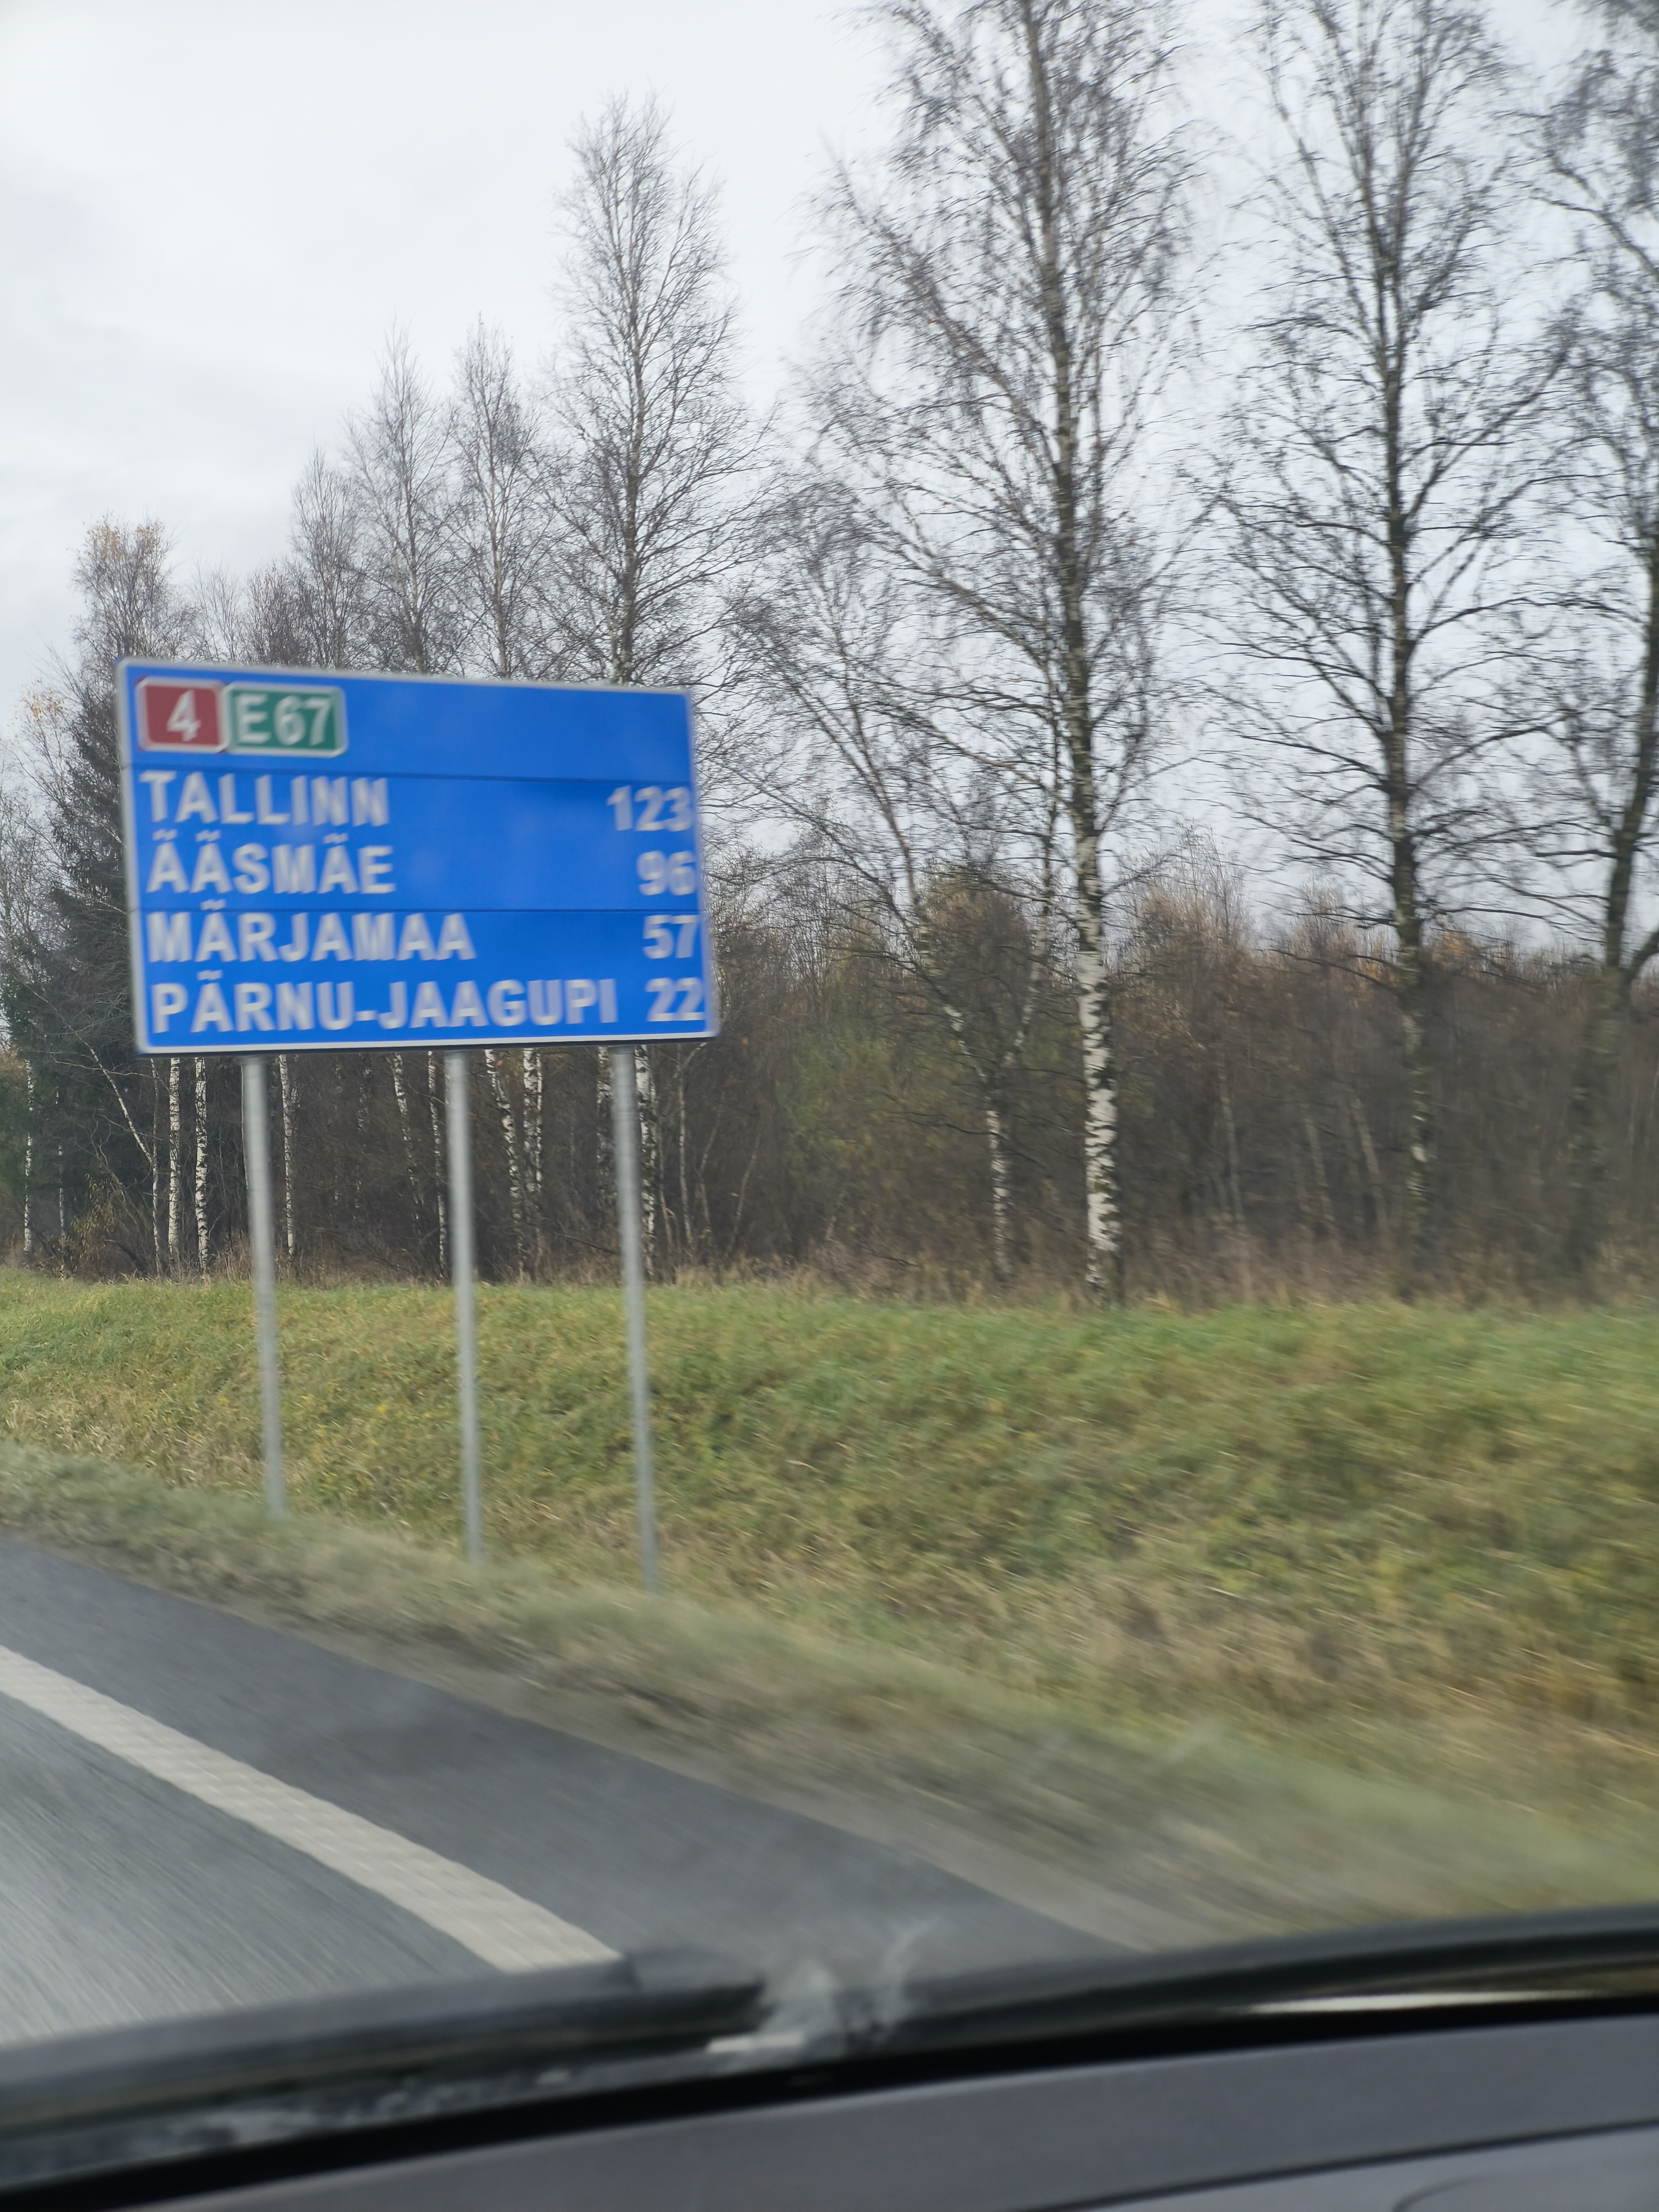 4 E67
TALLINN 123
ÄÄSMÄE 96
MÄRJAMAA 57
PÄRNU-JAAGUPI 22